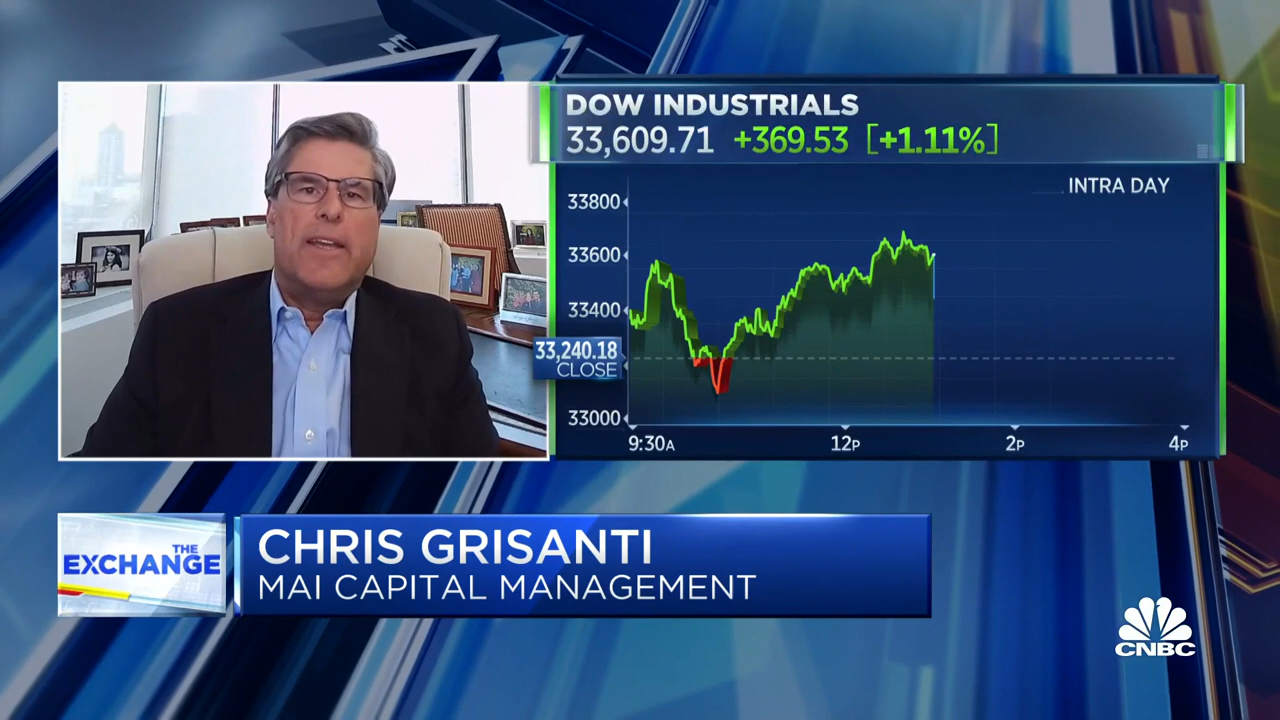 DOW INDUSTRIALS
33,609.71 +369.53 [+1.11%]
INTRA DAY
33800
33600
33400
33,240.18
CLOSE
33000
9:30A 12P 2P 4P
THE
EXCHANGE
CHRIS GRISANTI
MAI CAPITAL MANAGEMENT
CNBC